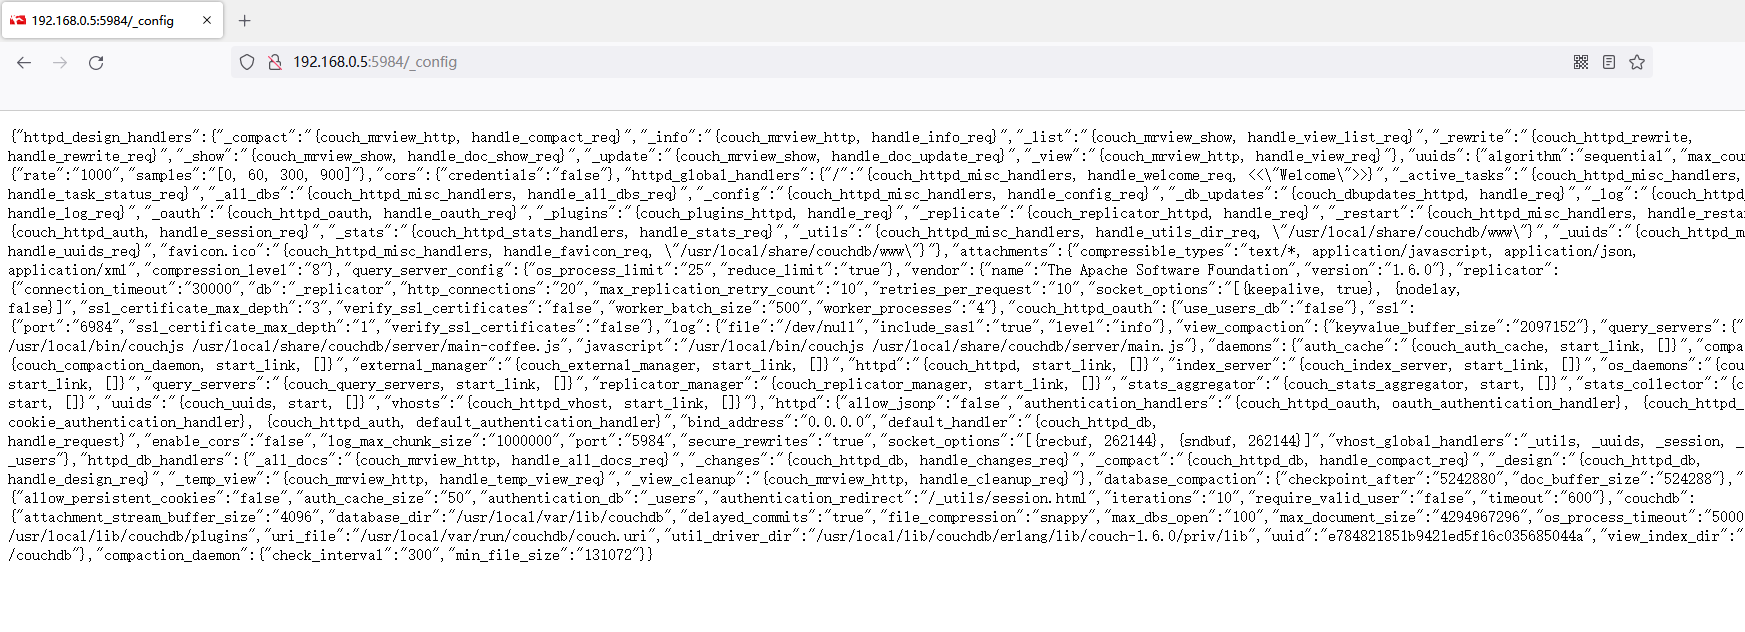 192.168.0.5:5984/_config
192.168.0.5:5984/_config
{"httpd_design_handlers":{"_compact":"{couch_mrview_http, handle_compact_req}","_info":"{couch_mrview_http, handle_info_req}","_list":"{couch_mrview_show, handle_view_list_req}","_rewrite":"{couch_httpd_rewrite,
handle_rewrite_req}","_show":"{couch_mrview_show, handle_doc_show_req}","_update":"{couch_mrview_show, handle_doc_update_req}","_view":"{couch_mrview_http, handle_view_req}"},"uuids":{"algorithm":"sequential","max_cou
{"rate":"1000","samples":"[0, 60, 300, 900]"},"cors":{"credentials":"false"},"httpd_global_handlers":{"/":"{couch_httpd_misc_handlers, handle_welcome_req, <<\"Welcome\">>}","_active_tasks":"{couch_httpd_misc_handlers,
handle_task_status_req}","_all_dbs":"{couch_httpd_misc_handlers, handle_all_dbs_req}","_config":"{couch_httpd_misc_handlers, handle_config_req}","_db_updates":"{couch_dbupdates_httpd, handle_req}","_log":"{couch_httpd
handle_log_req}","_oauth":"{couch_httpd_oauth, handle_oauth_req}","_plugins":"{couch_plugins_httpd, handle_req}","_replicate":"{couch_replicator_httpd, handle_req}","_restart":"{couch_httpd_misc_handlers, handle_resta
{couch_httpd_auth, handle_session_req}","_stats":"{couch_httpd_stats_handlers, handle_stats_req}","_utils":"{couch_httpd_misc_handlers, handle_utils_dir_req, \"/usr/local/share/couchdb/www\"}","_uuids":"{couch_httpd_m
handle_uuids_req}","favicon.ico":"{couch_httpd_misc_handlers, handle_favicon_req, \"/usr/local/share/couchdb/www\"}"},"attachments":{"compressible_types":"text/*, application/javascript, application/json,
application/xml","compression_level":"8"},"query_server_config":{"os_process_limit":"25","reduce_limit":"true"},"vendor":{"name":"The Apache Software Foundation","version":"1.6.0"},"replicator":
{"connection_timeout":"30000","db":"_replicator","http_connections":"20","max_replication_retry_count":"10","retries_per_request":"10","socket_options":"[{keepalive, true}, {nodelay,
false}]","ssl_certificate_max_depth":"3","verify_ssl_certificates":"false","worker_batch_size":"500","worker_processes":"4"},"couch_httpd_oauth":{"use_users_db":"false"},"ssl":
{"port":"6984","ssl_certificate_max_depth":"1","verify_ssl_certificates":"false"},"log":{"file":"/dev/null","include_sasl":"true","level":"info"},"view_compaction":{"keyvalue_buffer_size":"2097152"},"query_servers":{"
/usr/local/bin/couchjs /usr/local/share/couchdb/server/main-coffee.js","javascript":"/usr/local/bin/couchjs /usr/local/share/couchdb/server/main.js"},"daemons":{"auth_cache":"{couch_auth_cache, start_link, []}","compa
{couch_compaction_daemon, start_link, []}","external_manager":"{couch_external_manager, start_link, []}","httpd":"{couch_httpd, start_link, []}","index_server":"{couch_index_server, start_link, []}","os_daemons":"{cou
start_link, []}","query_servers":"{couch_query_servers, start_link, []}","replicator_manager":"{couch_replicator_manager, start_link, []}","stats_aggregator":"{couch_stats_aggregator, start, []}","stats_collector":"{c
start, []}","uuids":"{couch_uuids, start, []}","vhosts":"{couch_httpd_vhost, start_link, []}"},"httpd":{"allow_jsonp":"false","authentication_handlers":"{couch_httpd_oauth, oauth_authentication_handler}, {couch_httpd_
cookie_authentication_handler}, {couch_httpd_auth, default_authentication_handler}","bind_address":"0.0.0.0","default_handler":"{couch_httpd_db,
handle_request}","enable_cors":"false","log_max_chunk_size":"1000000","port":"5984","secure_rewrites":"true","socket_options":"[{recbuf, 262144}, {sndbuf, 262144}]","vhost_global_handlers":"_utils, _uuids, _session, _
_users"},"httpd_db_handlers":{"_all_docs":"{couch_mrview_http, handle_all_docs_req}","_changes":"{couch_httpd_db, handle_changes_req}","_compact":"{couch_httpd_db, handle_compact_req}","_design":"{couch_httpd_db,
handle_design_req}","_temp_view":"{couch_mrview_http, handle_temp_view_req}","_view_cleanup":"{couch_mrview_http, handle_cleanup_req}"},"database_compaction":{"checkpoint_after":"5242880","doc_buffer_size":"524288"},"
{"allow_persistent_cookies":"false","auth_cache_size":"50","authentication_db":"_users","authentication_redirect":"/_utils/session.html","iterations":"10","require_valid_user":"false","timeout":"600"},"couchdb":
{"attachment_stream_buffer_size":"4096","database_dir":"/usr/local/var/lib/couchdb","delayed_commits":"true","file_compression":"snappy","max_dbs_open":"100","max_document_size":"4294967296","os_process_timeout":"5000
/usr/local/lib/couchdb/plugins","uri_file":"/usr/local/var/run/couchdb/couch.uri","util_driver_dir":"/usr/local/lib/couchdb/erlang/lib/couch-1.6.0/priv/lib","uuid":"e784821851b9421ed5f16c035685044a","view_index_dir":"
/couchdb"},"compaction_daemon":{"check_interval":"300","min_file_size":"131072"}}